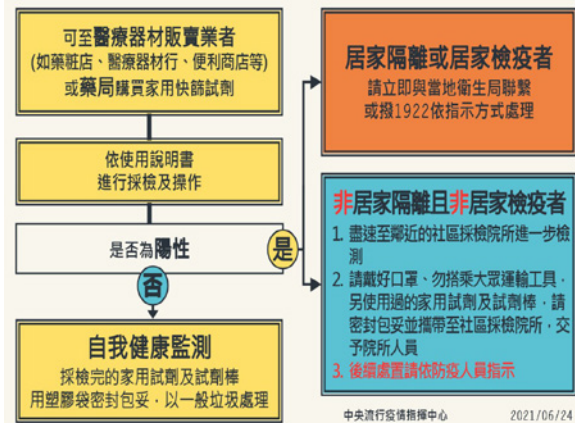 可至醫療器材販賣業者
(如藥粧店、醫療器材行、便利商店等)
或藥局購買家用快篩試劑
依使用說明書
進行採檢及操作
是否為陽性
是
否
自我健康監測
採檢完的家用試劑及試劑棒
用塑膠袋密封包妥，以一般垃圾處理
居家隔離或居家檢疫者
請立即與當地衛生局聯繫
或撥1922依指示方式處理
非居家隔離且非居家檢疫者
1. 盡速至鄰近的社區採檢院所進一步檢
測
2. 請戴好口罩、勿搭乘大眾運輸工具，
另使用過的家用試劑及試劑棒，請
密封包妥並攜帶至社區採檢院所，交
予院所人員
3. 後續處置請依防疫人員指示
中央流行疫情指揮中心 2021/06/24